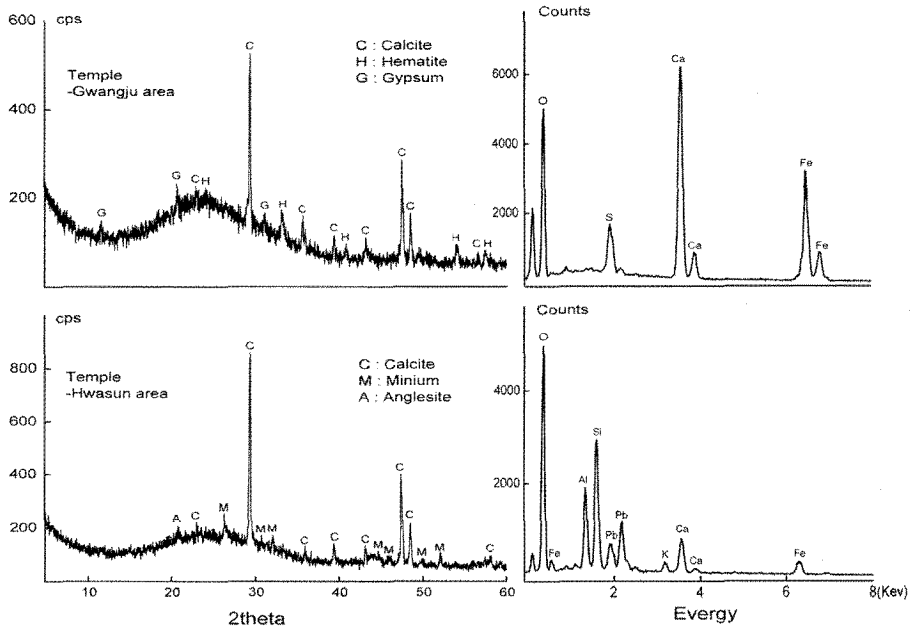 600 cps
C
Temple
-Gwangju area
C : Calcite
H : Hematite
G : Gypsum
400
200
G G C H G H C C H C C C H C H
Counts
6000
4000
2000
O S Ca Ca Fe Fe
cps
C
Temple
-Hwasun area
C : Calcite
M : Minium
A : Anglesite
800
600
400
200
0
A C M M M C C C M M C C M M C
10 20 30 40 50 60
2theta
Counts
4000
2000
O Fe Al Si Pb Pb K Ca Ca Fe
2 4 6 8(Kev)
Evergy